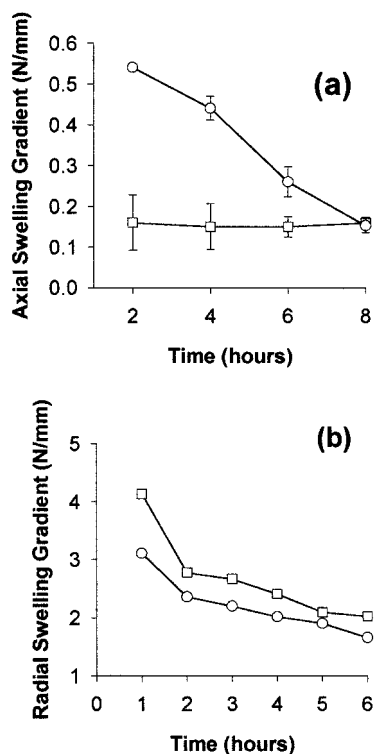 (a)
Axial Swelling Gradient (N/mm)
0.6
0.5
0.4
0.3
0.2
0.1
0.0
2 4 6 8
Time (hours)
(b)
Radial Swelling Gradient (N/mm)
5
4
3
2
1
0 1 2 3 4 5 6
Time (hours)